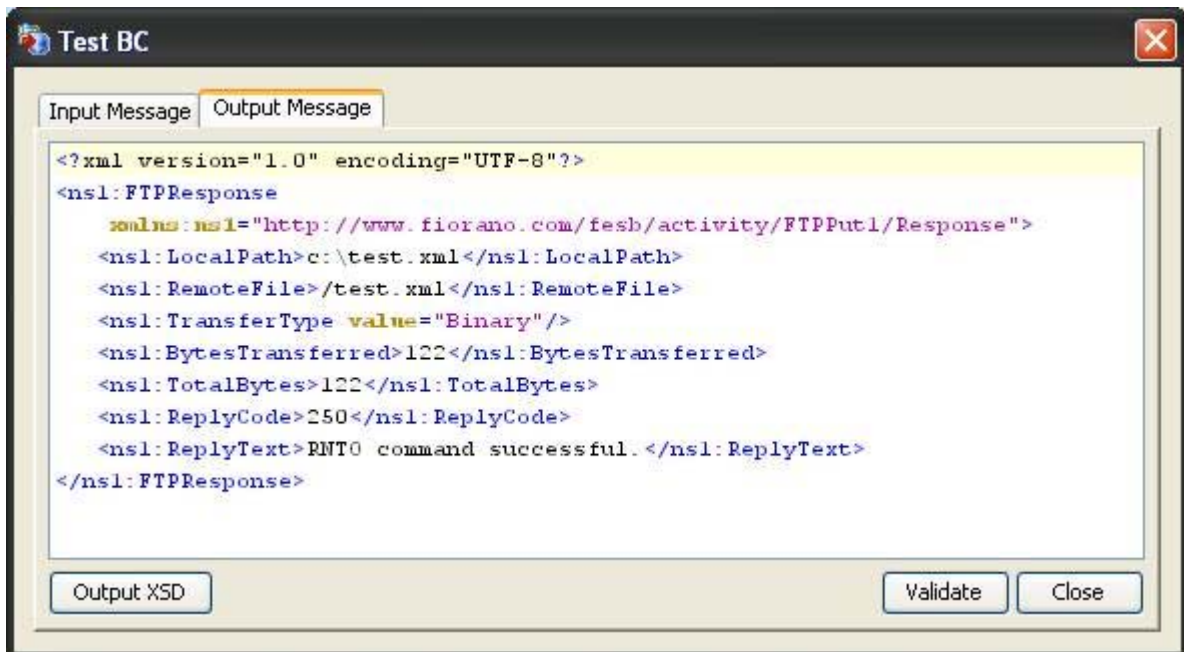 Test BC
Input Message Output Message
<?xml version="1.0" encoding="UTF-8"?>
<ns1:FTPResponse
xmlns:ns1="http://www.fiorano.com/fesb/activity/FTPPut1/Response">
<ns1:LocalPath>c:\test.xml</ns1:LocalPath>
<ns1:RemoteFile>/test.xml</ns1:RemoteFile>
<ns1:TransferType value="Binary"/>
<ns1:BytesTransferred>122</ns1:BytesTransferred>
<ns1:TotalBytes>122</ns1:TotalBytes>
<ns1:ReplyCode>250</ns1:ReplyCode>
<ns1:ReplyText>RNTO command successful.</ns1:ReplyText>
</ns1:FTPResponse>
Output XSD Validate Close